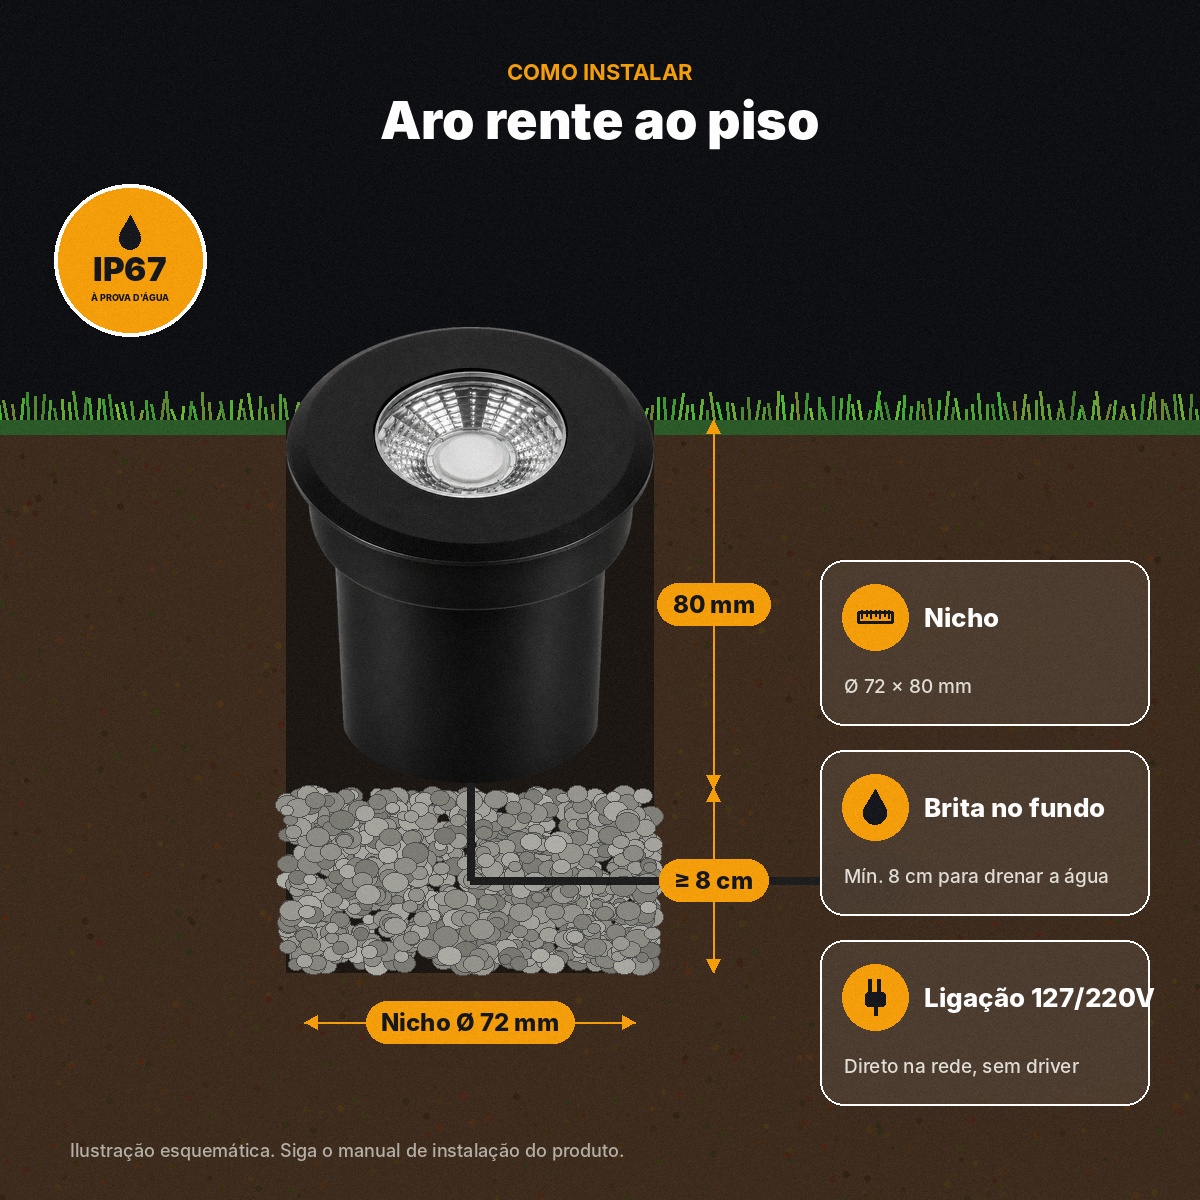 COMO INSTALAR
Aro rente ao piso
IP67
À PROVA D'ÁGUA
80 mm
Nicho
Ø 72 × 80 mm
Brita no fundo
Mín. 8 cm para drenar a água
≥ 8 cm
Ligação 127/220V
Direto na rede, sem driver
Nicho Ø 72 mm
Ilustração esquemática. Siga o manual de instalação do produto.